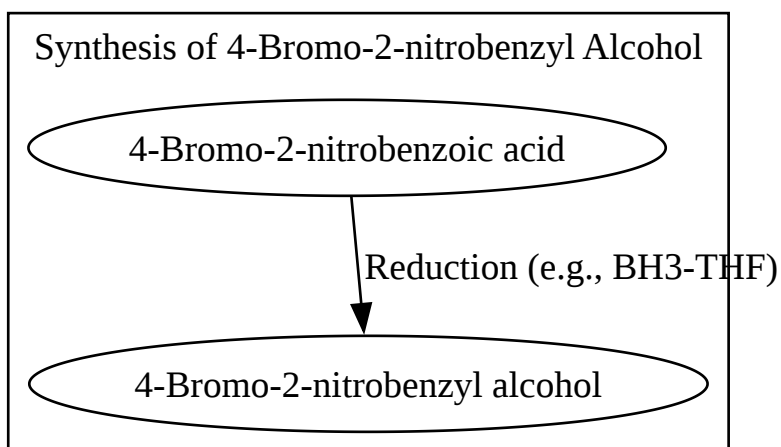 Synthesis of 4-Bromo-2-nitrobenzyl Alcohol
4-Bromo-2-nitrobenzoic acid
Reduction (e.g., BH3-THF)
4-Bromo-2-nitrobenzyl alcohol